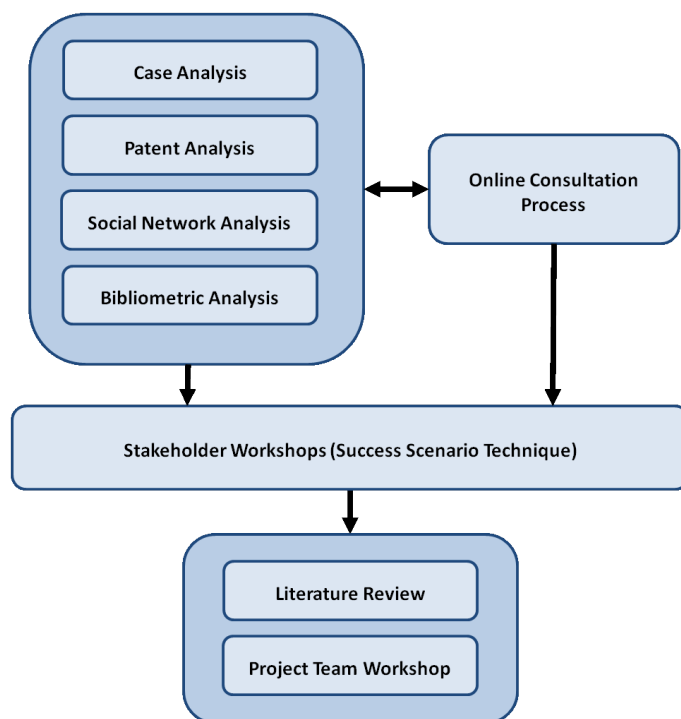 Case Analysis
Patent Analysis
Social Network Analysis
Bibliometric Analysis
Online Consultation
Process
Stakeholder Workshops (Success Scenario Technique)
Literature Review
Project Team Workshop